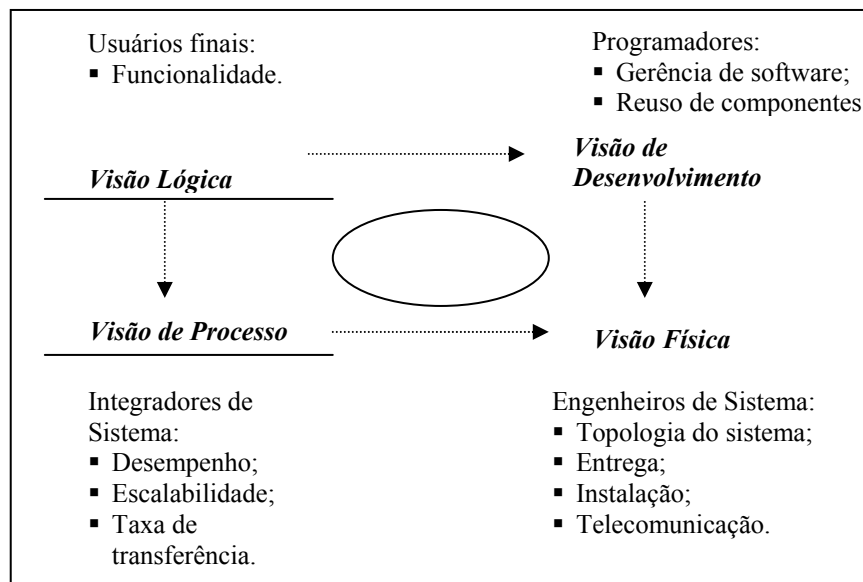 Usuários finais:
▪ Funcionalidade.
Programadores:
▪ Gerência de software;
▪ Reuso de componentes
Visão Lógica
Visão de
Desenvolvimento
Visão de Processo
Visão Física
Integradores de
Sistema:
▪ Desempenho;
▪ Escalabilidade;
▪ Taxa de
transferência.
Engenheiros de Sistema:
▪ Topologia do sistema;
▪ Entrega;
▪ Instalação;
▪ Telecomunicação.